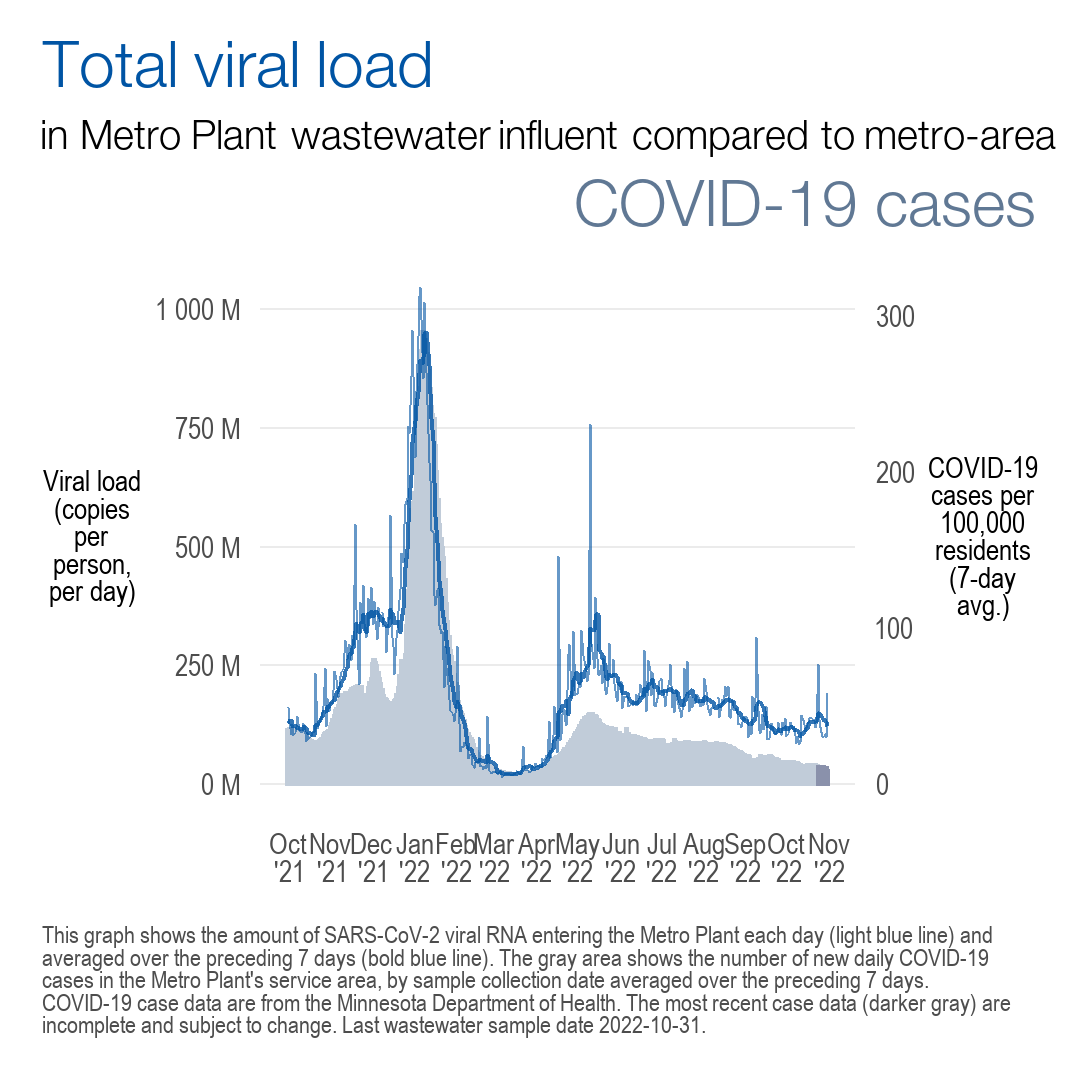 Total viral load
in Metro Plant wastewater influent compared to metro-area
COVID-19 cases
1 000 M
750 M
500 M
250 M
0 M
Viral load
(copies
per
person,
per day)
300
200
100
0
COVID-19
cases per
100,000
residents
(7-day
avg.)
Oct Nov Dec Jan Feb Mar Apr May Jun Jul Aug Sep Oct Nov
'21 '21 '21 '22 '22 '22 '22 '22 '22 '22 '22 '22 '22 '22
This graph shows the amount of SARS-CoV-2 viral RNA entering the Metro Plant each day (light blue line) and
averaged over the preceding 7 days (bold blue line). The gray area shows the number of new daily COVID-19
cases in the Metro Plant's service area, by sample collection date averaged over the preceding 7 days.
COVID-19 case data are from the Minnesota Department of Health. The most recent case data (darker gray) are
incomplete and subject to change. Last wastewater sample date 2022-10-31.